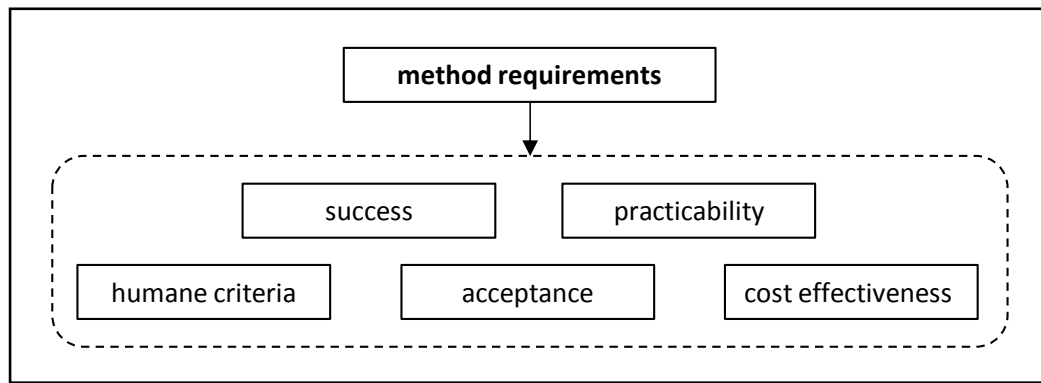 method requirements
success
practicability
humane criteria
acceptance
cost effectiveness